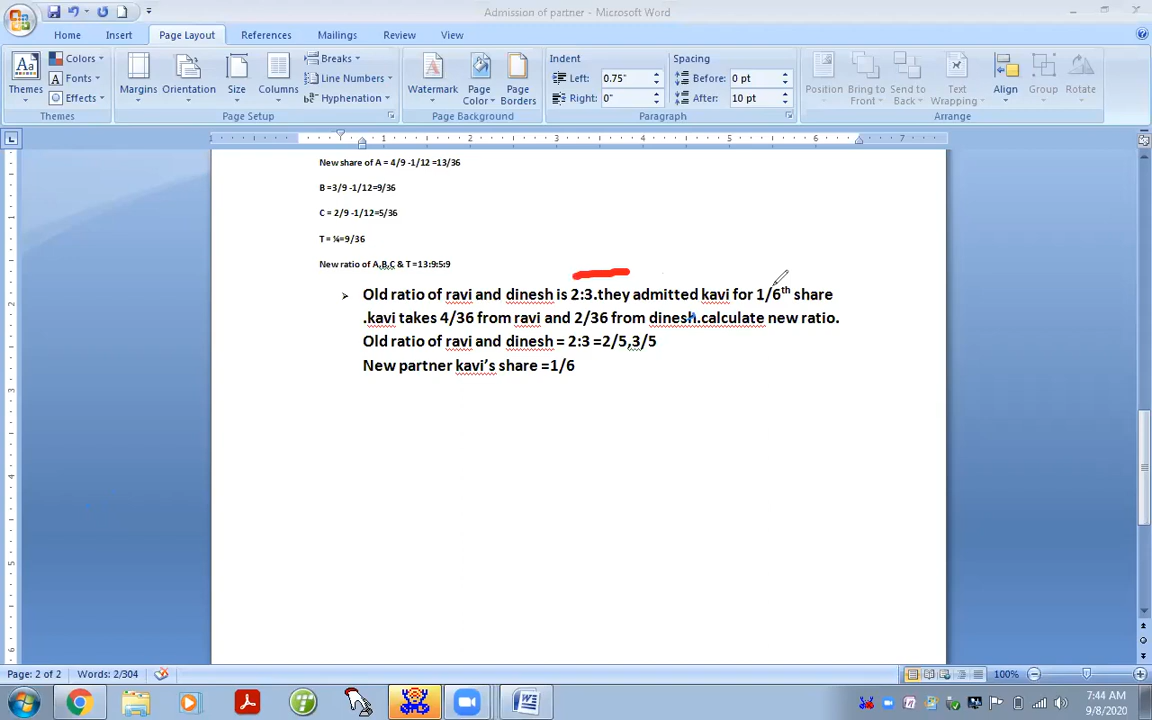 Admission of partner - Microsoft Word
Home Insert Page Layout References Mailings Review View
Themes Colors Fonts Effects
Margins Orientation Size Columns Breaks Line Numbers Hyphenation
Watermark Page Color Page Borders
Indent Left: 0.75" Right: 0"
Spacing Before: 0 pt After: 10 pt
Position Bring to Front Send to Back Text Wrapping Align Group Rotate
Themes Page Setup Page Background Paragraph Arrange
1 1 2 3 4 5 6 7
New share of A = 4/9 -1/12 =13/36
B =3/9 -1/12=9/36
C = 2/9 -1/12=5/36
T = ¼=9/36
New ratio of A,B,C & T =13:9:5:9
➢ Old ratio of ravi and dinesh is 2:3.they admitted kavi for 1/6th share
.kavi takes 4/36 from ravi and 2/36 from dinesh.calculate new ratio.
Old ratio of ravi and dinesh = 2:3 =2/5,3/5
New partner kavi's share =1/6
Page: 2 of 2 Words: 2/304 100%
7:44 AM
9/8/2020